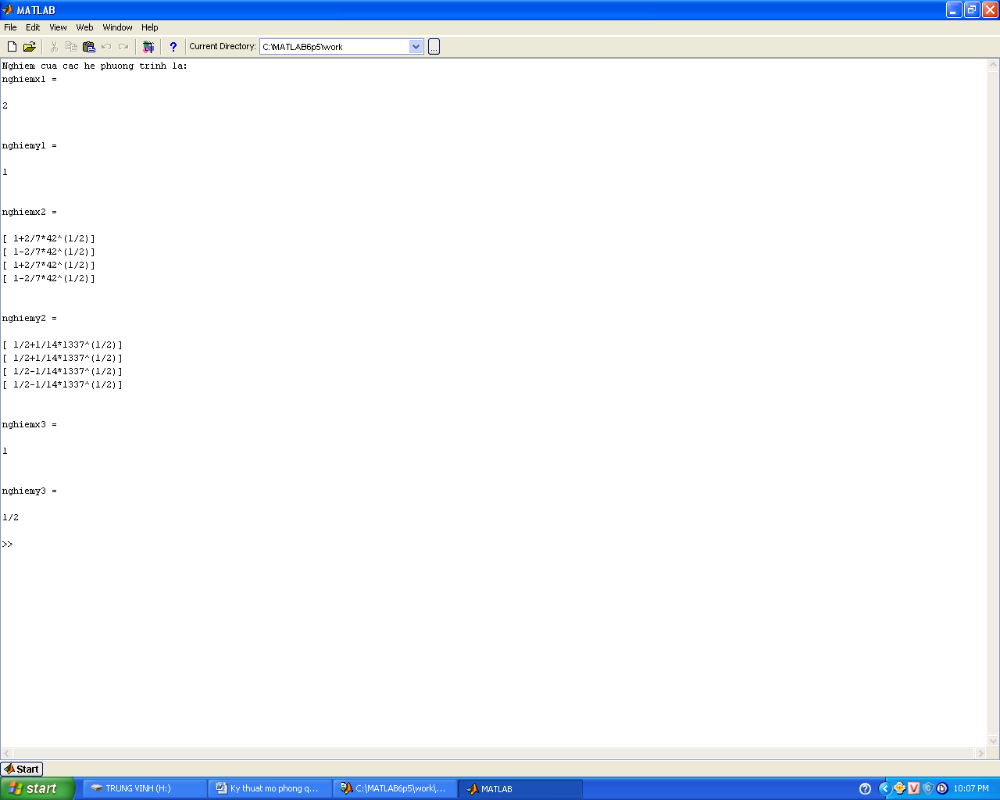 MATLAB
File Edit View Web Window Help
Current Directory: C:\MATLAB6p5\work ...
Nghiem cua cac he phuong trinh la:
nghiemx1 =
2
nghiemy1 =
1
nghiemx2 =
[ 1+2/7*42^(1/2)]
[ 1-2/7*42^(1/2)]
[ 1+2/7*42^(1/2)]
[ 1-2/7*42^(1/2)]
nghiemy2 =
[ 1/2+1/14*1337^(1/2)]
[ 1/2+1/14*1337^(1/2)]
[ 1/2-1/14*1337^(1/2)]
[ 1/2-1/14*1337^(1/2)]
nghiemx3 =
1
nghiemy3 =
1/2
>>
Start
start TRUNG VINH (H:) Ky thuat mo phong q... C:\MATLAB6p5\work\... MATLAB 10:07 PM